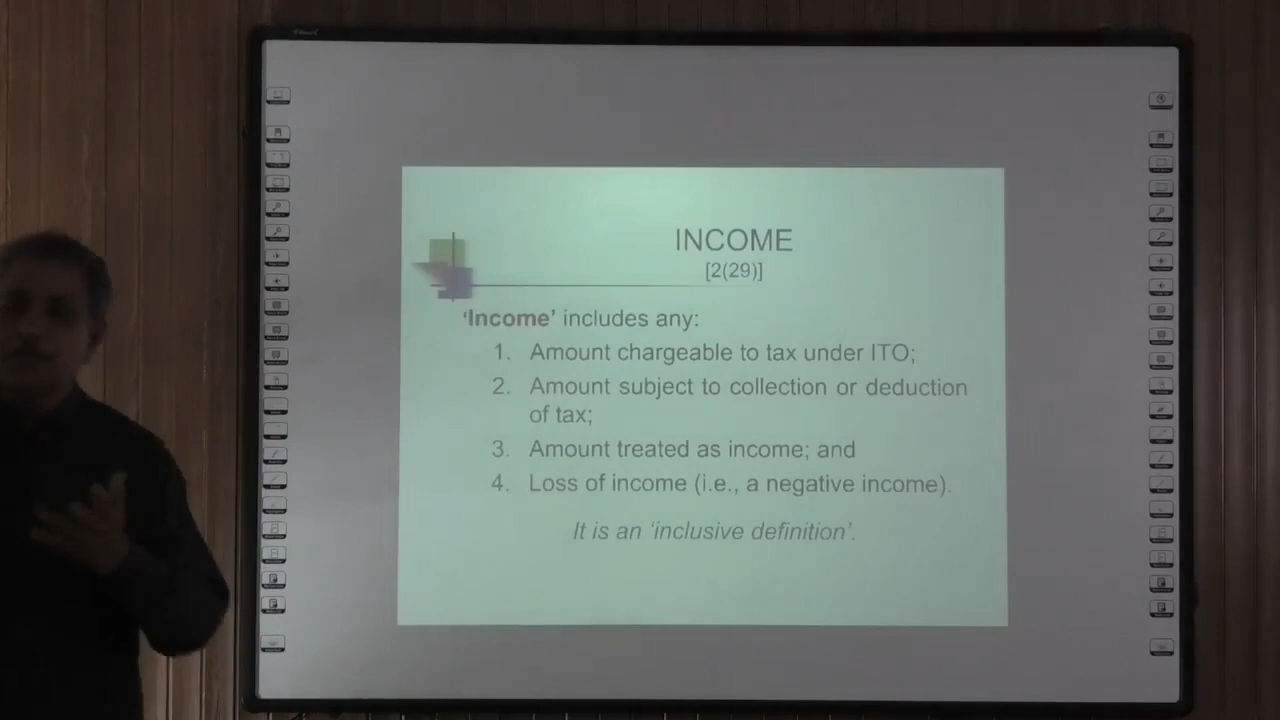 INCOME
[2(29)]
‘Income’ includes any:
1. Amount chargeable to tax under ITO;
2. Amount subject to collection or deduction
of tax;
3. Amount treated as income; and
4. Loss of income (i.e., a negative income).
It is an ‘inclusive definition’.